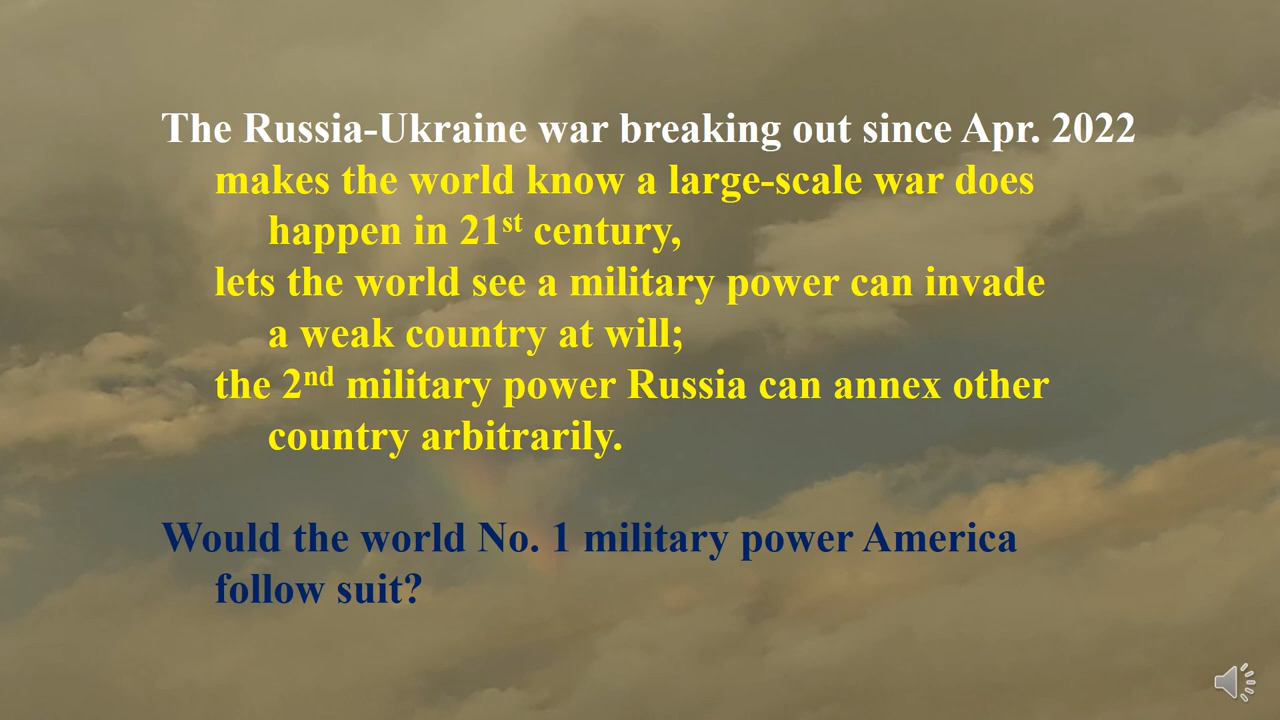 The Russia-Ukraine war breaking out since Apr. 2022
makes the world know a large-scale war does
happen in 21st century,
lets the world see a military power can invade
a weak country at will;
the 2nd military power Russia can annex other
country arbitrarily.
Would the world No. 1 military power America
follow suit?